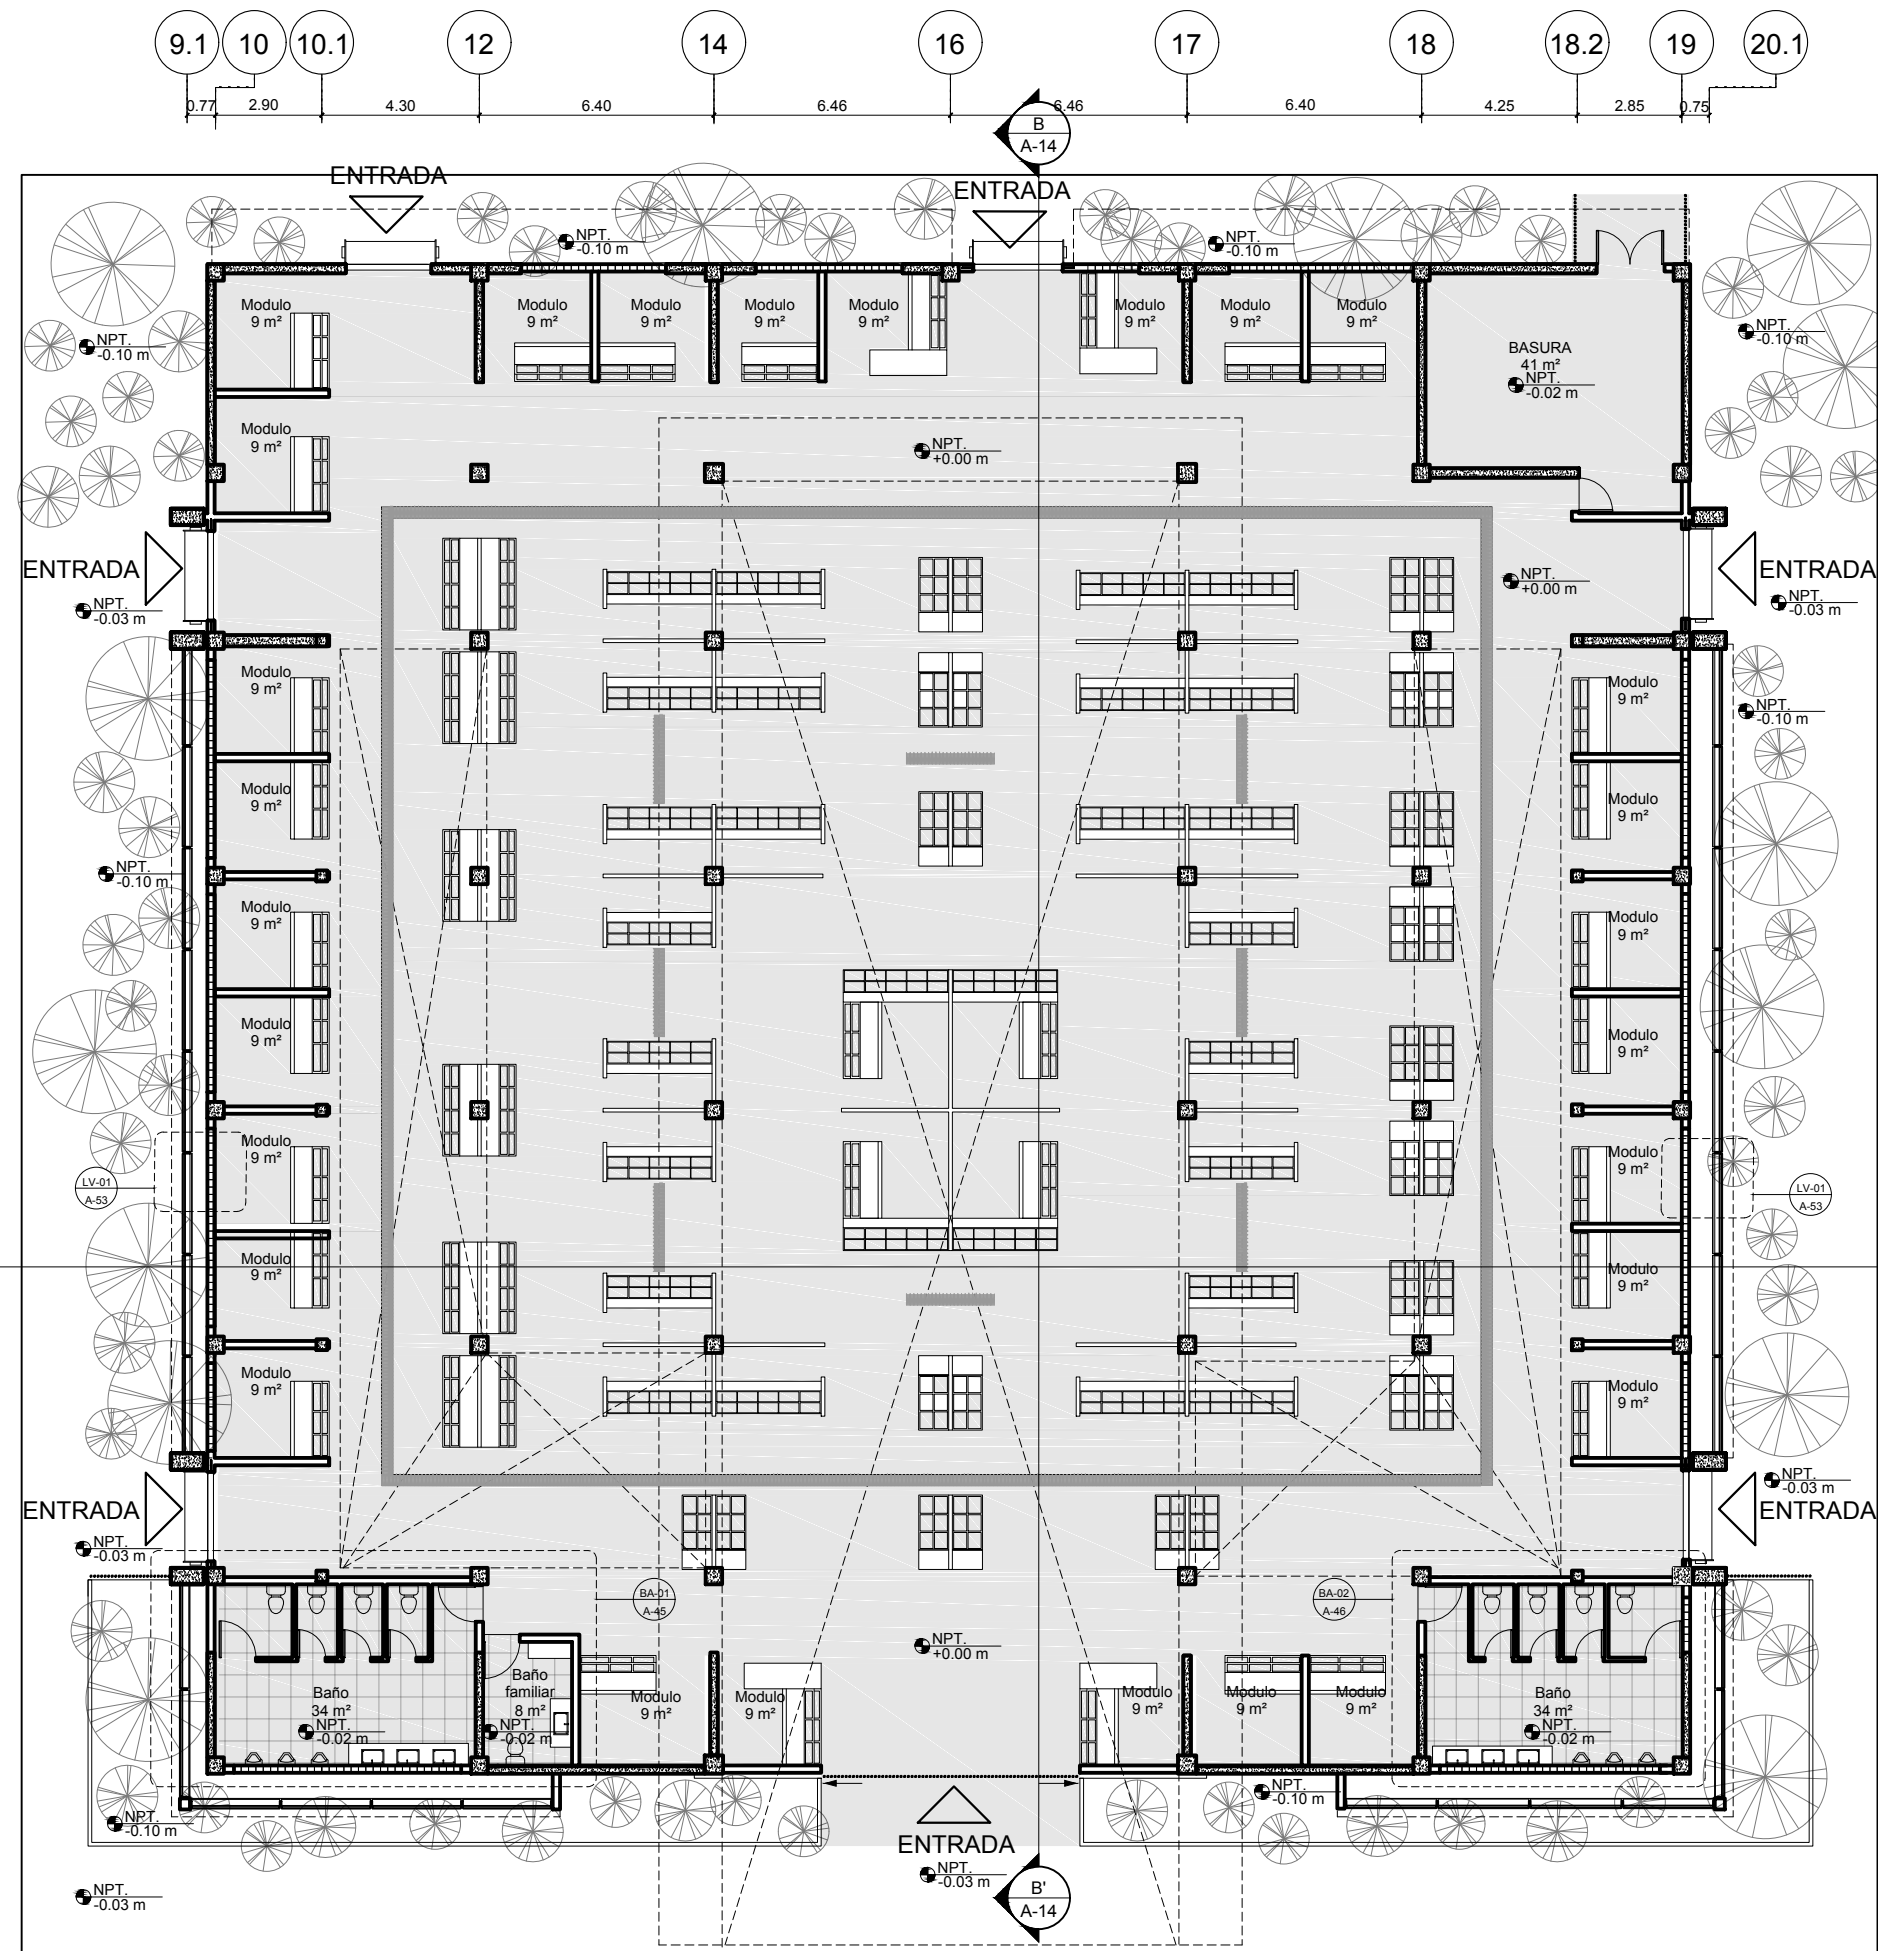 9.1 10 10.1 12 14 16 17 18 18.2 19 20.1
0.77 2.90 4.30 6.40 6.46 6.46 6.40 4.25 2.85 0.75
B
A-14
ENTRADA
ENTRADA
NPT.
-0.10 m
NPT.
-0.10 m
Modulo
9 m²
Modulo
9 m²
Modulo
9 m²
Modulo
9 m²
Modulo
9 m²
Modulo
9 m²
Modulo
9 m²
Modulo
9 m²
NPT.
-0.10 m
NPT.
-0.10 m
BASURA
41 m²
NPT.
-0.02 m
Modulo
9 m²
NPT.
+0.00 m
ENTRADA
NPT.
-0.03 m
NPT.
+0.00 m
ENTRADA
NPT.
-0.03 m
Modulo
9 m²
Modulo
9 m²
NPT.
-0.10 m
Modulo
9 m²
Modulo
9 m²
NPT.
-0.10 m
Modulo
9 m²
Modulo
9 m²
Modulo
9 m²
Modulo
9 m²
Modulo
9 m²
Modulo
9 m²
LV-01
A-53
LV-01
A-53
Modulo
9 m²
Modulo
9 m²
Modulo
9 m²
Modulo
9 m²
ENTRADA
NPT.
-0.03 m
NPT.
-0.03 m
ENTRADA
BA-01
A-45
BA-02
A-46
NPT.
+0.00 m
Baño
34 m²
NPT.
-0.02 m
Baño
familiar
8 m²
NPT.
-0.02 m
Modulo
9 m²
Modulo
9 m²
Modulo
9 m²
Modulo
9 m²
Modulo
9 m²
Baño
34 m²
NPT.
-0.02 m
NPT.
-0.10 m
NPT.
-0.10 m
ENTRADA
NPT.
-0.03 m
B'
A-14
NPT.
-0.03 m